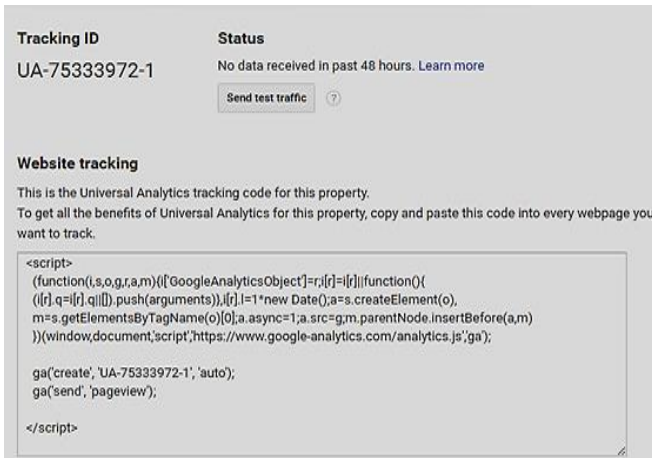 Tracking ID
Status
UA-75333972-1
No data received in past 48 hours. Learn more
Send test traffic
?
Website tracking
This is the Universal Analytics tracking code for this property.
To get all the benefits of Universal Analytics for this property, copy and paste this code into every webpage you
want to track.
<script>
(function(i,s,o,g,r,a,m){i['GoogleAnalyticsObject']=r;i[r]=i[r]||function(){
(i[r].q=i[r].q||[]).push(arguments)},i[r].l=1*new Date();a=s.createElement(o),
m=s.getElementsByTagName(o)[0];a.async=1;a.src=g;m.parentNode.insertBefore(a,m)
})(window,document,'script','https://www.google-analytics.com/analytics.js','ga');
ga('create', 'UA-75333972-1', 'auto');
ga('send', 'pageview');
</script>